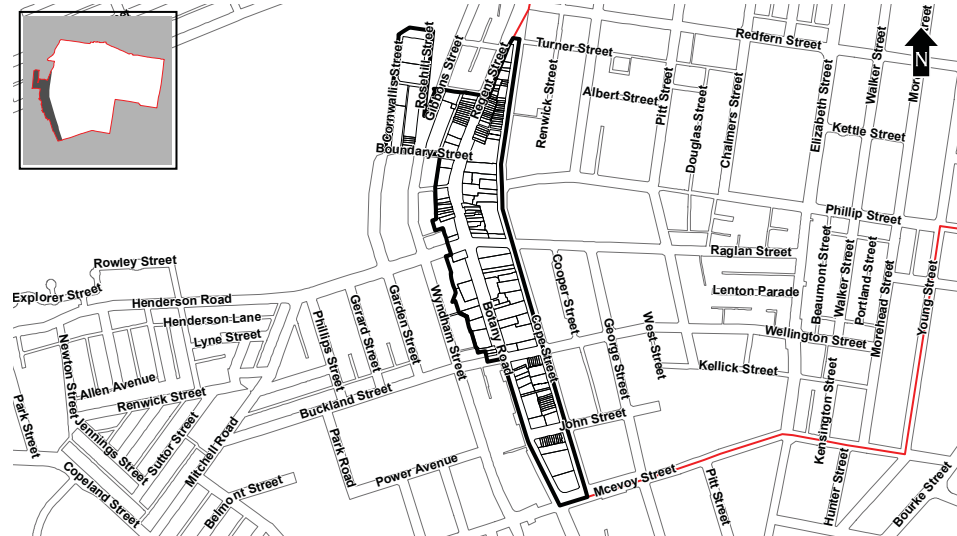 Cornwallis Street
Rosehill Street
Gibbons Street
Regent Street
Turner Street
Redfern Street
N
Renwick Street
Albert Street
Pitt Street
Douglas Street
Chalmers Street
Elizabeth Street
Walker Street
Kettle Street
Boundary Street
Phillip Street
Raglan Street
Lenton Parade
Beaumont Street
Walker Street
Portland Street
Morehead Street
Young Street
Rowley Street
Explorer Street
Henderson Road
Henderson Lane
Lyne Street
Phillips Street
Gerard Street
Garden Street
Wyndham Street
Botany Road
Cope Street
Cooper Street
George Street
West Street
Wellington Street
Kellick Street
Newton Street
Allen Avenue
Renwick Street
Buckland Street
Park Street
Jennings Street
Suttor Street
Mitchell Road
Park Road
Power Avenue
John Street
Kensington Street
Copeland Street
Belmont Street
Mcevoy Street
Pitt Street
Hunter Street
Bourke Street